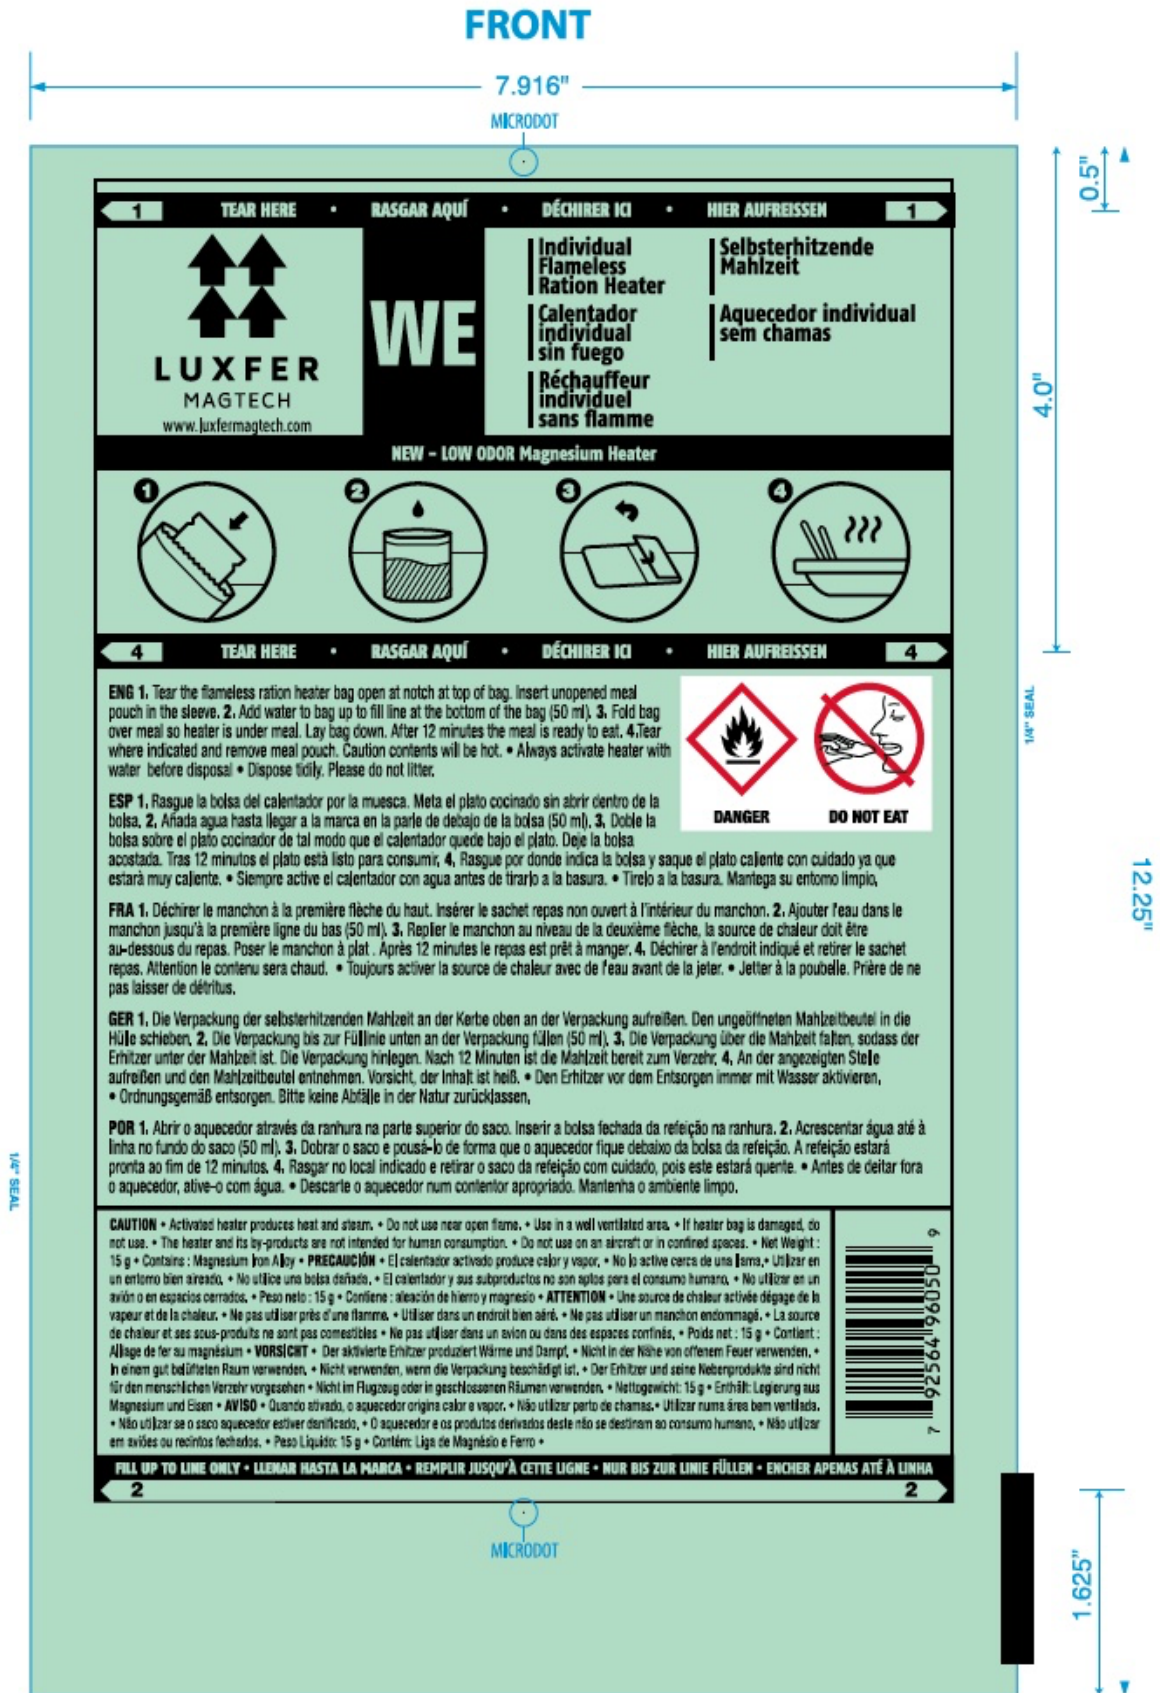 FRONT
7.916"
MICRODOT
0.5"
4.0"
1 TEAR HERE • RASGAR AQUÍ • DÉCHIRER ICI • HIER AUFREISSEN 1
LUXFER
MAGTECH
www.luxfermagtech.com
WE
Individual
Flameless
Ration Heater
Calentador
individual
sin fuego
Réchauffeur
individuel
sans flamme
Selbsterhitzende
Mahlzeit
Aquecedor individual
sem chamas
NEW – LOW ODOR Magnesium Heater
1 2 3 4
4 TEAR HERE • RASGAR AQUÍ • DÉCHIRER ICI • HIER AUFREISSEN 4
ENG 1. Tear the flameless ration heater bag open at notch at top of bag. Insert unopened meal
pouch in the sleeve. 2. Add water to bag up to fill line at the bottom of the bag (50 ml). 3. Fold bag
over meal so heater is under meal. Lay bag down. After 12 minutes the meal is ready to eat. 4.Tear
where indicated and remove meal pouch. Caution contents will be hot. • Always activate heater with
water before disposal • Dispose tidily. Please do not litter.
DANGER
DO NOT EAT
ESP 1. Rasgue la bolsa del calentador por la muesca. Meta el plato cocinado sin abrir dentro de la
bolsa. 2. Añada agua hasta llegar a la marca en la parle de debajo de la bolsa (50 ml). 3. Doble la
bolsa sobre el plato cocinador de tal modo que el calentador quede bajo el plato. Deje la bolsa
acostada. Tras 12 minutos el plato està listo para consumir. 4. Rasgue por donde indica la bolsa y saque el plato caliente con cuidado ya que
estarà muy caliente. • Siempre active el calentador con agua antes de tirarlo a la basura. • Tirelo a la basura. Mantega su entorno limpio.
FRA 1. Déchirer le manchon à la première flèche du haut. Insérer le sachet repas non ouvert à l'intérieur du manchon. 2. Ajouter l'eau dans le
manchon jusqu'à la première ligne du bas (50 ml). 3. Replier le manchon au niveau de la deuxième flèche, la source de chaleur doit être
au-dessous du repas. Poser le manchon à plat . Après 12 minutes le repas est prêt à manger. 4. Déchirer à l'endroit indiqué et retirer le sachet
repas. Attention le contenu sera chaud. • Toujours activer la source de chaleur avec de l'eau avant de la jeter. • Jetter à la poubelle. Prière de ne
pas laisser de détritus.
GER 1. Die Verpackung der selbsterhitzenden Mahlzeit an der Kerbe oben an der Verpackung aufreißen. Den ungeöffneten Mahlzeitbeutel in die
Hülle schieben. 2. Die Verpackung bis zur Füllinie unten an der Verpackung füllen (50 ml). 3. Die Verpackung über die Mahlzeit falten, sodass der
Erhitzer unter der Mahlzeit ist. Die Verpackung hinlegen. Nach 12 Minuten ist die Mahlzeit bereit zum Verzehr. 4. An der angezeigten Stele
aufreißen und den Mahlzeitbeutel entnehmen. Vorsicht, der Inhalt ist heiß. • Den Erhitzer vor dem Entsorgen immer mit Wasser aktivieren.
• Ordnungsgemäß entsorgen. Bitte keine Abfälle in der Natur zurücklassen.
POR 1. Abrir o aquecedor através da ranhura na parte superior do saco. Inserir a bolsa fechada da refeição na ranhura. 2. Acrescentar água até à
linha no fundo do saco (50 ml). 3. Dobrar o saco e pousá-lo de forma que o aquecedor fique debaixo da bolsa da refeição. A refeição estará
pronta ao fim de 12 minutos. 4. Rasgar no local indicado e retirar o saco da refeição com cuidado, pois este estará quente. • Antes de deitar fora
o aquecedor, ative-o com água. • Descarte o aquecedor num contentor apropriado. Mantenha o ambiente limpo.
CAUTION • Activated heater produces heat and steam. • Do not use near open flame. • Use in a well ventilated area. • If heater bag is damaged, do
not use. • The heater and its by-products are not intended for human consumption. • Do not use on an aircraft or in confined spaces. • Net Weight :
15 g • Contains : Magnesium Iron Alloy • PRECAUCIÓN • El calentador activado produce calor y vapor. • No lo active cerca de una llama.• Utilizar en
un entorno bien aireado. • No utilice una bolsa dañada. • El calentador y sus subproductos no son aptos para el consumo humano. • No utilizar en un
avión o en espacios cerrados. • Peso neto : 15 g • Contiene : aleación de hierro y magnesio • ATTENTION • Une source de chaleur activée dégage de la
vapeur et de la chaleur. • Ne pas utiliser près d'une flamme. • Utiliser dans un endroit bien aéré. • Ne pas utiliser un manchon endommagé. • La source
de chaleur et ses sous-produits ne sont pas comestibles • Ne pas utiliser dans un avion ou dans des espaces confinés. • Poids net : 15 g • Contient :
Alliage de fer au magnésium • VORSICHT • Der aktivierte Erhitzer produziert Wärme und Dampf. • Nicht in der Nähe von offenem Feuer verwenden. •
In einem gut belüfteten Raum verwenden. • Nicht verwenden, wenn die Verpackung beschädigt ist. • Der Erhitzer und seine Nebenprodukte sind nicht
für den menschlichen Verzehr vorgesehen • Nicht im Flugzeug oder in geschlossenen Räumen verwenden. • Nettogewicht: 15 g • Enthält: Legierung aus
Magnesium und Eisen • AVISO • Quando ativado, o aquecedor origina calor e vapor. • Não utilizar perto de chamas.• Utilizar numa área bem ventilada.
• Não utilizar se o saco aquecedor estiver danificado. • O aquecedor e os produtos derivados deste não se destinam ao consumo humano. • Não utilizar
em aviões ou recintos fechados. • Peso Líquido: 15 g • Contém: Liga de Magnésio e Ferro •
7 92564 96050 9
FILL UP TO LINE ONLY • LLENAR HASTA LA MARCA • REMPLIR JUSQU'À CETTE LIGNE • NUR BIS ZUR LINIE FÜLLEN • ENCHER APENAS ATÉ À LINHA
2 2
MICRODOT
1/4" SEAL
1/4" SEAL
12.25"
1.625"